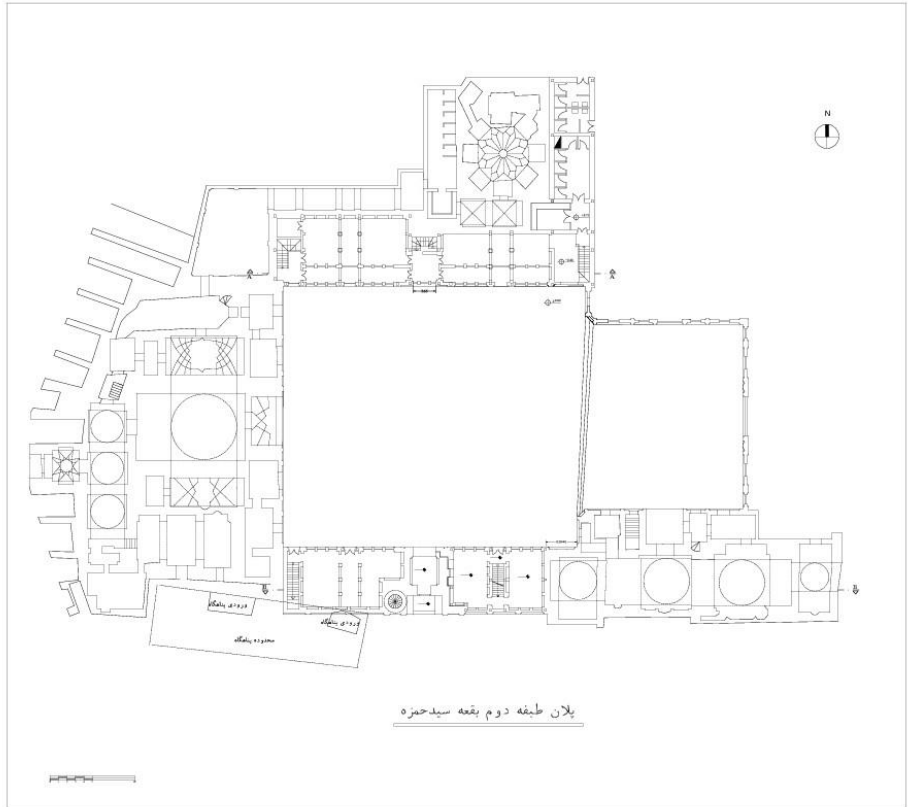 N
A
A
ورودی پناهگاه
ورودی پناهگاه
محدوده پناهگاه
پلان طبقه دوم بقعه سیدحمزه